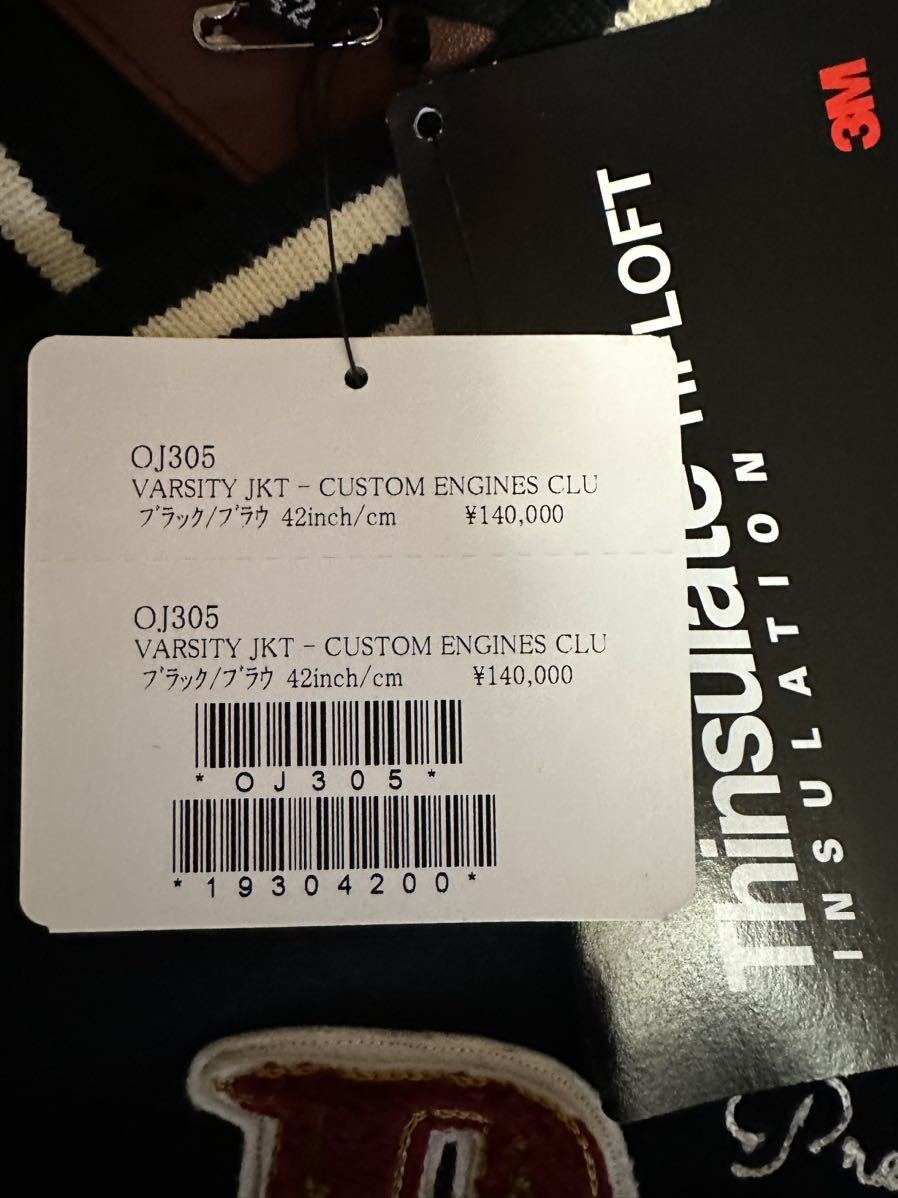 OJ305
VARSITY JKT - CUSTOM ENGINES CLU
ﾌﾞﾗｯｸ/ﾌﾞﾗｳ 42inch/cm ¥140,000
OJ305
VARSITY JKT - CUSTOM ENGINES CLU
ﾌﾞﾗｯｸ/ﾌﾞﾗｳ 42inch/cm ¥140,000
*OJ305*
*19304200*
3M
Thinsulate HI-LOFT
INSULATION